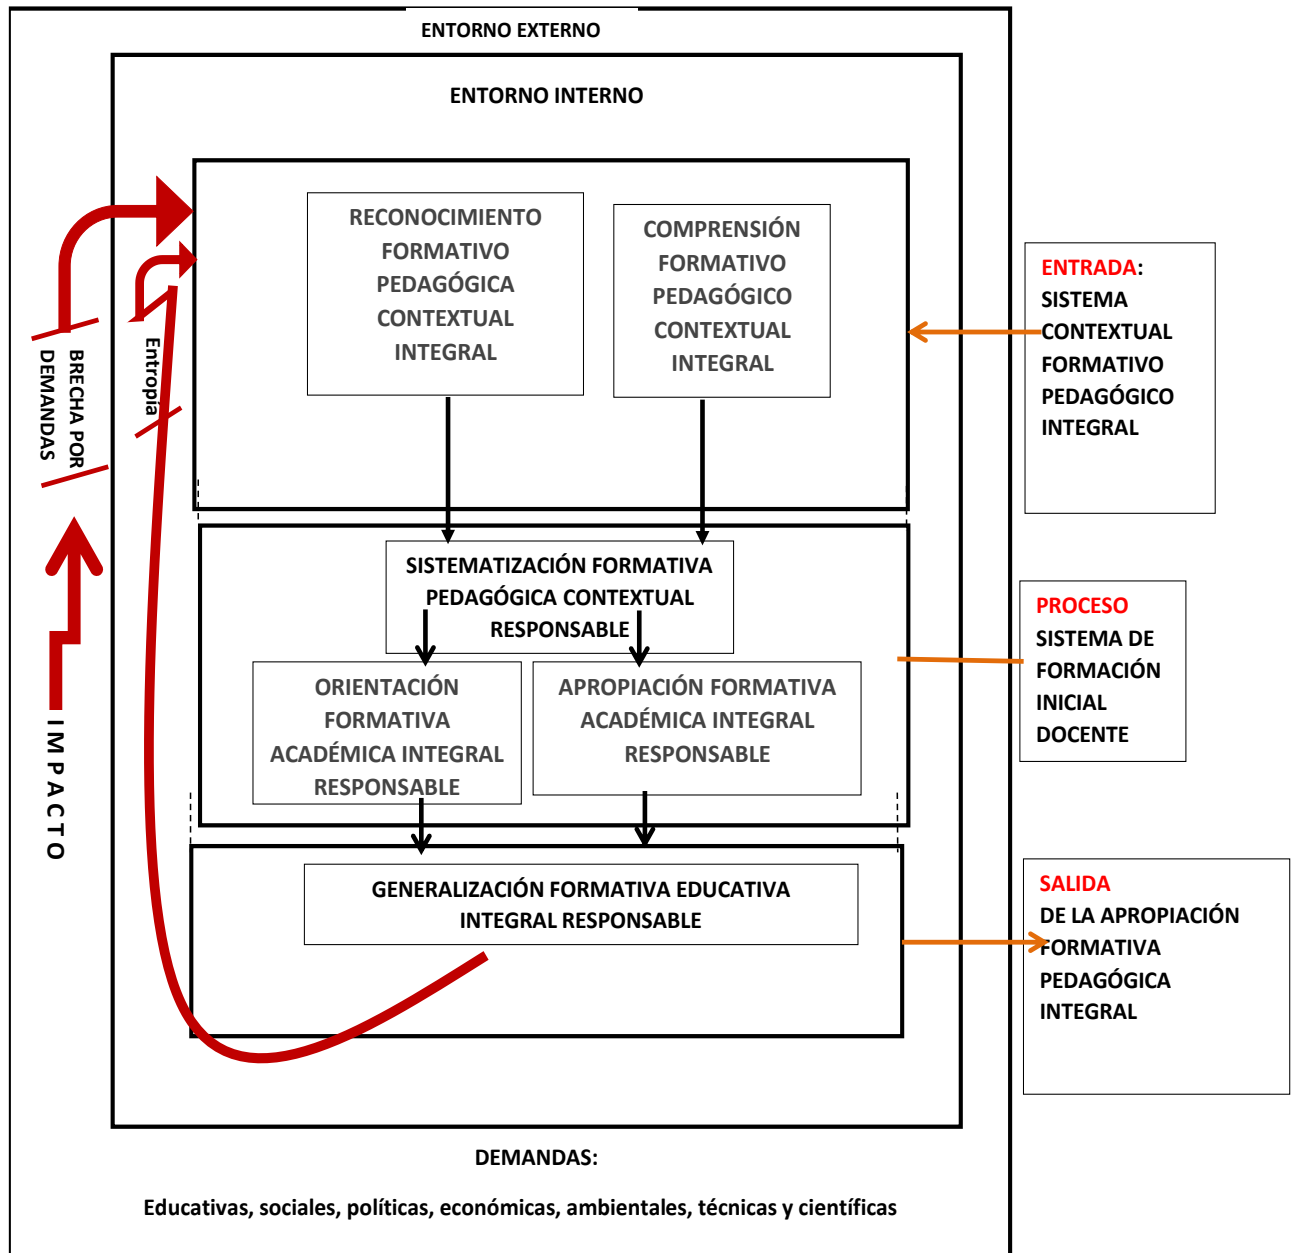 ENTORNO EXTERNO
ENTORNO INTERNO
RECONOCIMIENTO
FORMATIVO
PEDAGÓGICA
CONTEXTUAL
INTEGRAL
COMPRENSIÓN
FORMATIVO
PEDAGÓGICO
CONTEXTUAL
INTEGRAL
ENTRADA:
SISTEMA
CONTEXTUAL
FORMATIVO
PEDAGÓGICO
INTEGRAL
BRECHA POR
DEMANDAS
Entropía
IMPACTO
SISTEMATIZACIÓN FORMATIVA
PEDAGÓGICA CONTEXTUAL
RESPONSABLE
ORIENTACIÓN
FORMATIVA
ACADÉMICA INTEGRAL
RESPONSABLE
APROPIACIÓN FORMATIVA
ACADÉMICA INTEGRAL
RESPONSABLE
PROCESO
SISTEMA DE
FORMACIÓN
INICIAL
DOCENTE
GENERALIZACIÓN FORMATIVA EDUCATIVA
INTEGRAL RESPONSABLE
SALIDA
DE LA APROPIACIÓN
FORMATIVA
PEDAGÓGICA
INTEGRAL
DEMANDAS:
Educativas, sociales, políticas, económicas, ambientales, técnicas y científicas